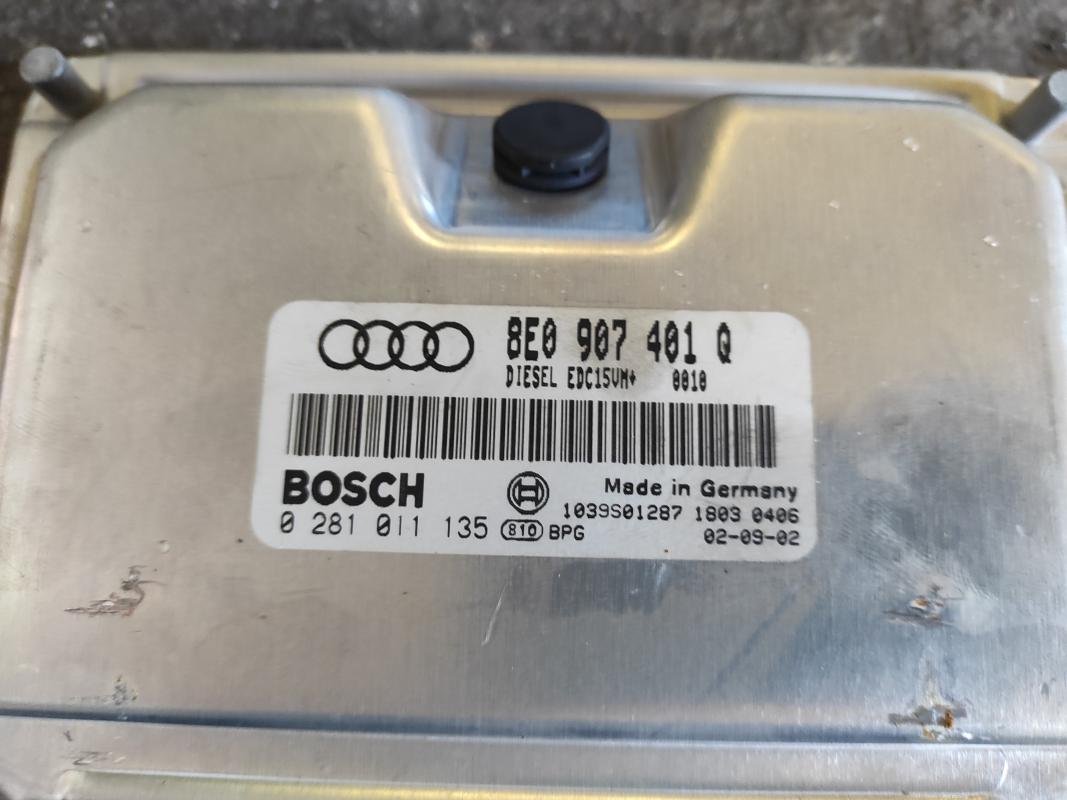 8E0 907 401 Q
DIESEL EDC15VM+ 0010
BOSCH
Made in Germany
1039S01287 1803 0406
0 281 011 135 810 BPG
02-09-02